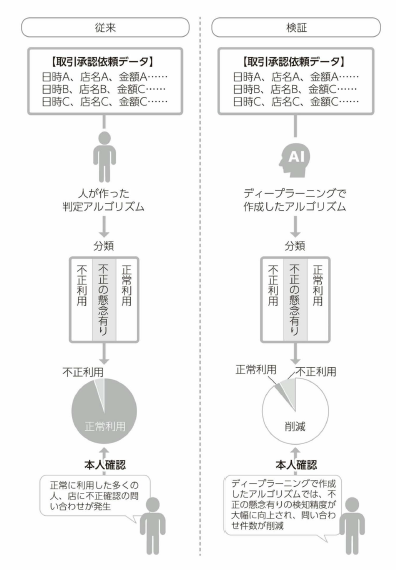 従来
【取引承認依頼データ】
日時A、店名A、金額A……
日時B、店名B、金額C……
日時C、店名C、金額C……
人が作った
判定アルゴリズム
分類
不正利用
不正の懸念有り
正常利用
不正利用
正常利用
本人確認
正常に利用した多くの
人、店に不正確認の問
い合わせが発生
検証
【取引承認依頼データ】
日時A、店名A、金額A……
日時B、店名B、金額C……
日時C、店名C、金額C……
AI
ディープラーニングで
作成したアルゴリズム
分類
不正利用
不正の懸念有り
正常利用
正常利用
不正利用
削減
本人確認
ディープラーニングで作成
したアルゴリズムでは、不
正の懸念有りの検知精度が
大幅に向上され、問い合わ
せ件数が削減